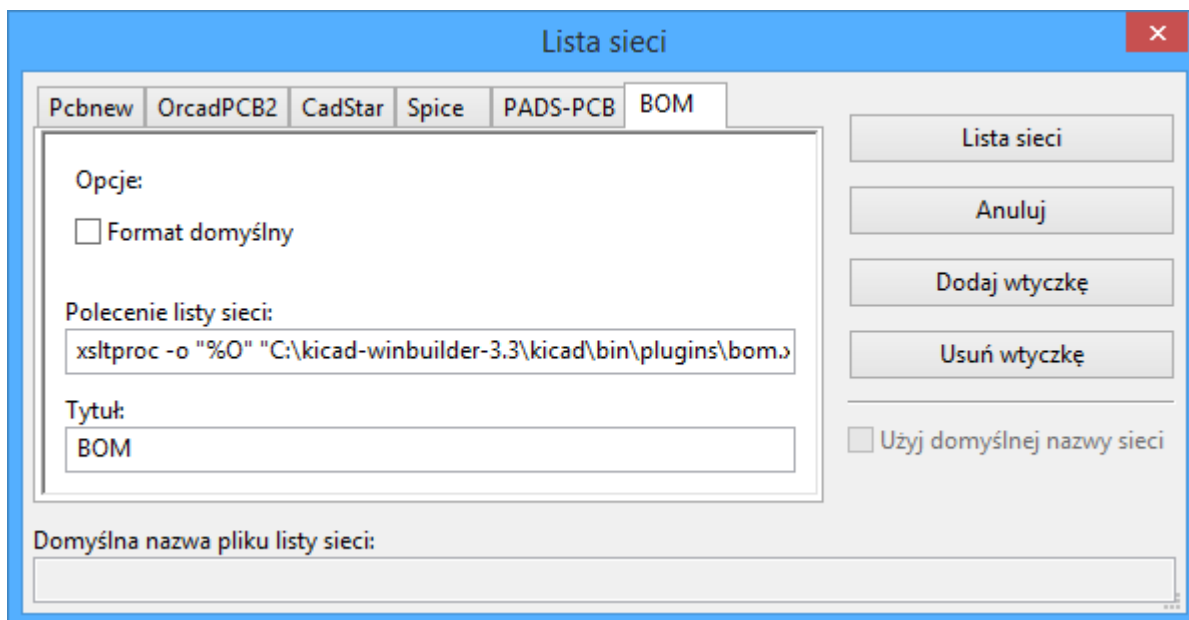 Lista sieci
Pcbnew OrcadPCB2 CadStar Spice PADS-PCB BOM
Opcje:
Format domyślny
Polecenie listy sieci:
xsltproc -o "%O" "C:\kicad-winbuilder-3.3\kicad\bin\plugins\bom.x
Tytuł:
BOM
Lista sieci
Anuluj
Dodaj wtyczkę
Usuń wtyczkę
Użyj domyślnej nazwy sieci
Domyślna nazwa pliku listy sieci: